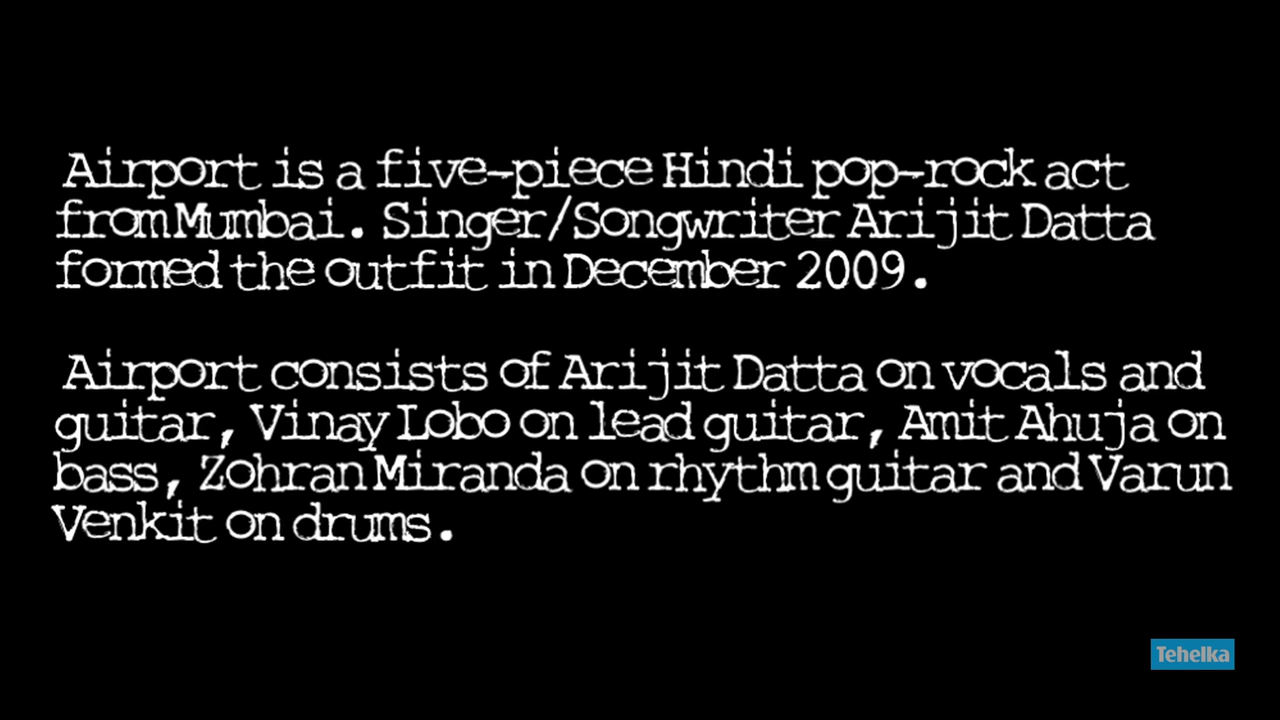 Airport is a five-piece Hindi pop-rock act
from Mumbai. Singer/Songwriter Arijit Datta
formed the outfit in December 2009.
Airport consists of Arijit Datta on vocals and
guitar, Vinay Lobo on lead guitar, Amit Ahuja on
bass, Zohran Miranda on rhythm guitar and Varun
Venkit on drums.
Tehelka